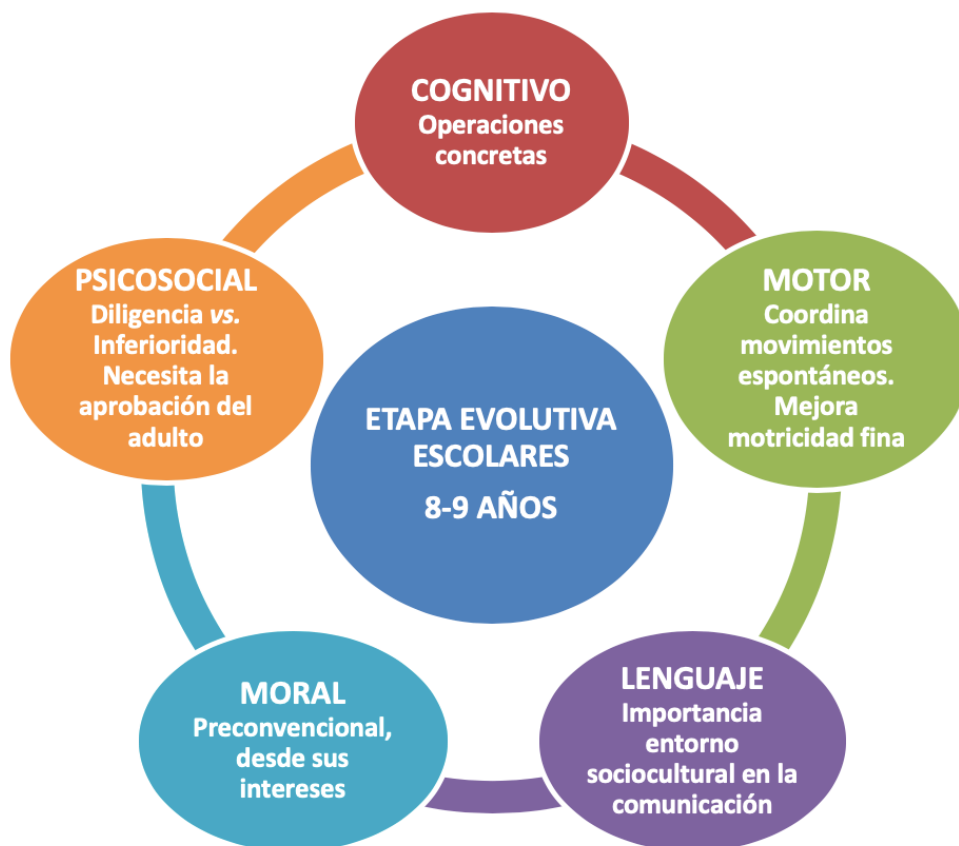 COGNITIVO
Operaciones
concretas
PSICOSOCIAL
Diligencia vs.
Inferioridad.
Necesita la
aprobación del
adulto
MOTOR
Coordina
movimientos
espontáneos.
Mejora
motricidad fina
ETAPA EVOLUTIVA
ESCOLARES
8-9 AÑOS
MORAL
Preconvencional,
desde sus
intereses
LENGUAJE
Importancia
entorno
sociocultural en la
comunicación